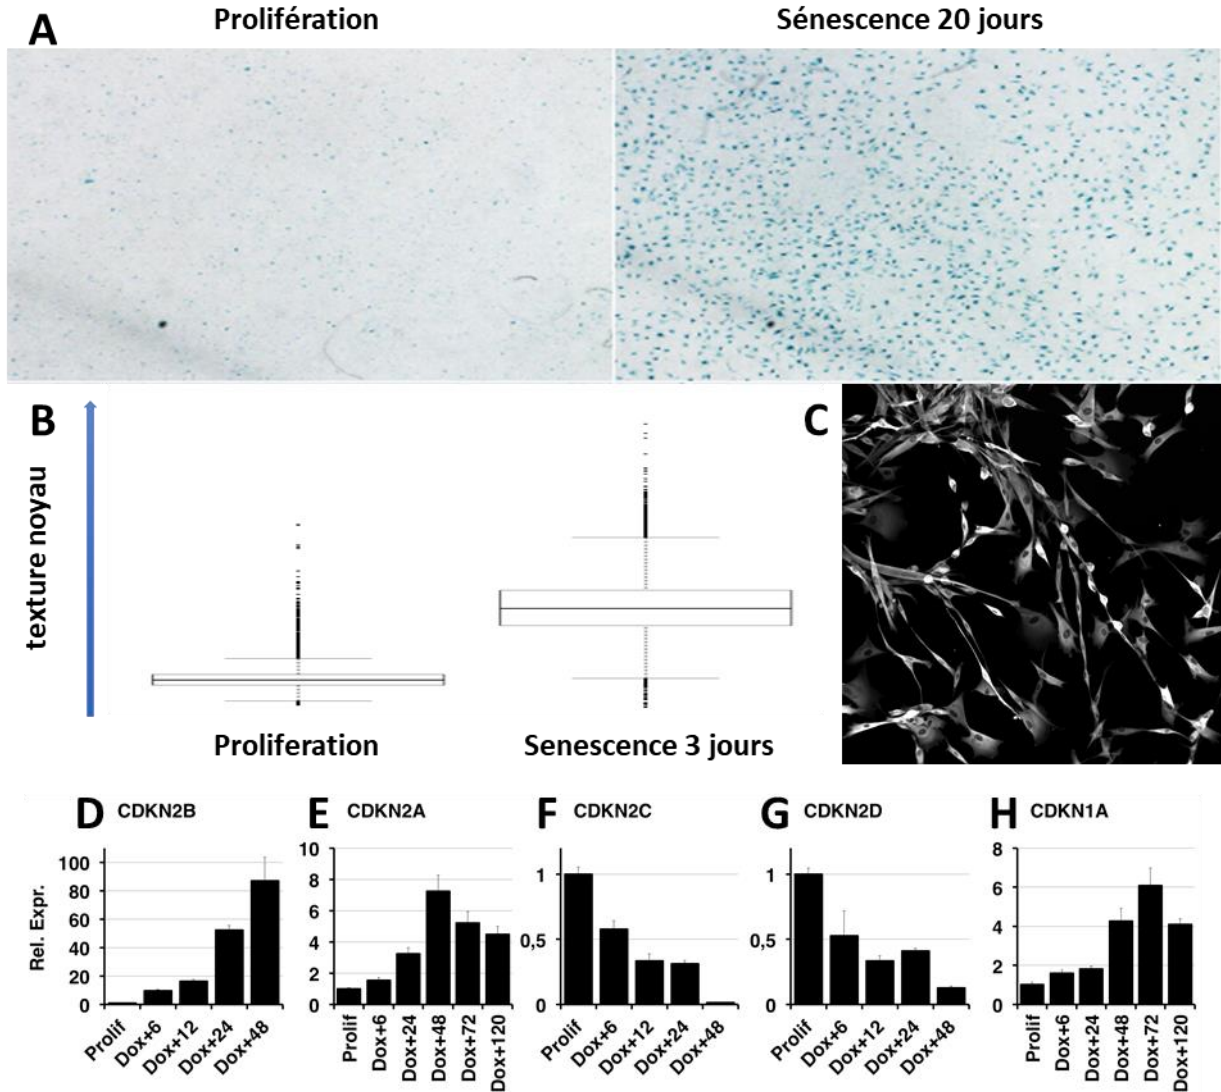 A
Prolifération
Sénescence 20 jours
B
texture noyau
Proliferation
Senescence 3 jours
C
D CDKN2B
Rel. Expr.
100
80
60
40
20
0
Prolif
Dox+6
Dox+12
Dox+24
Dox+48
E CDKN2A
10
8
6
4
2
0
Prolif
Dox+6
Dox+24
Dox+48
Dox+72
Dox+120
F CDKN2C
1
0,5
0
Prolif
Dox+6
Dox+12
Dox+24
Dox+48
G CDKN2D
1
0,5
0
Prolif
Dox+6
Dox+12
Dox+24
Dox+48
H CDKN1A
8
6
4
2
0
Prolif
Dox+6
Dox+24
Dox+48
Dox+72
Dox+120